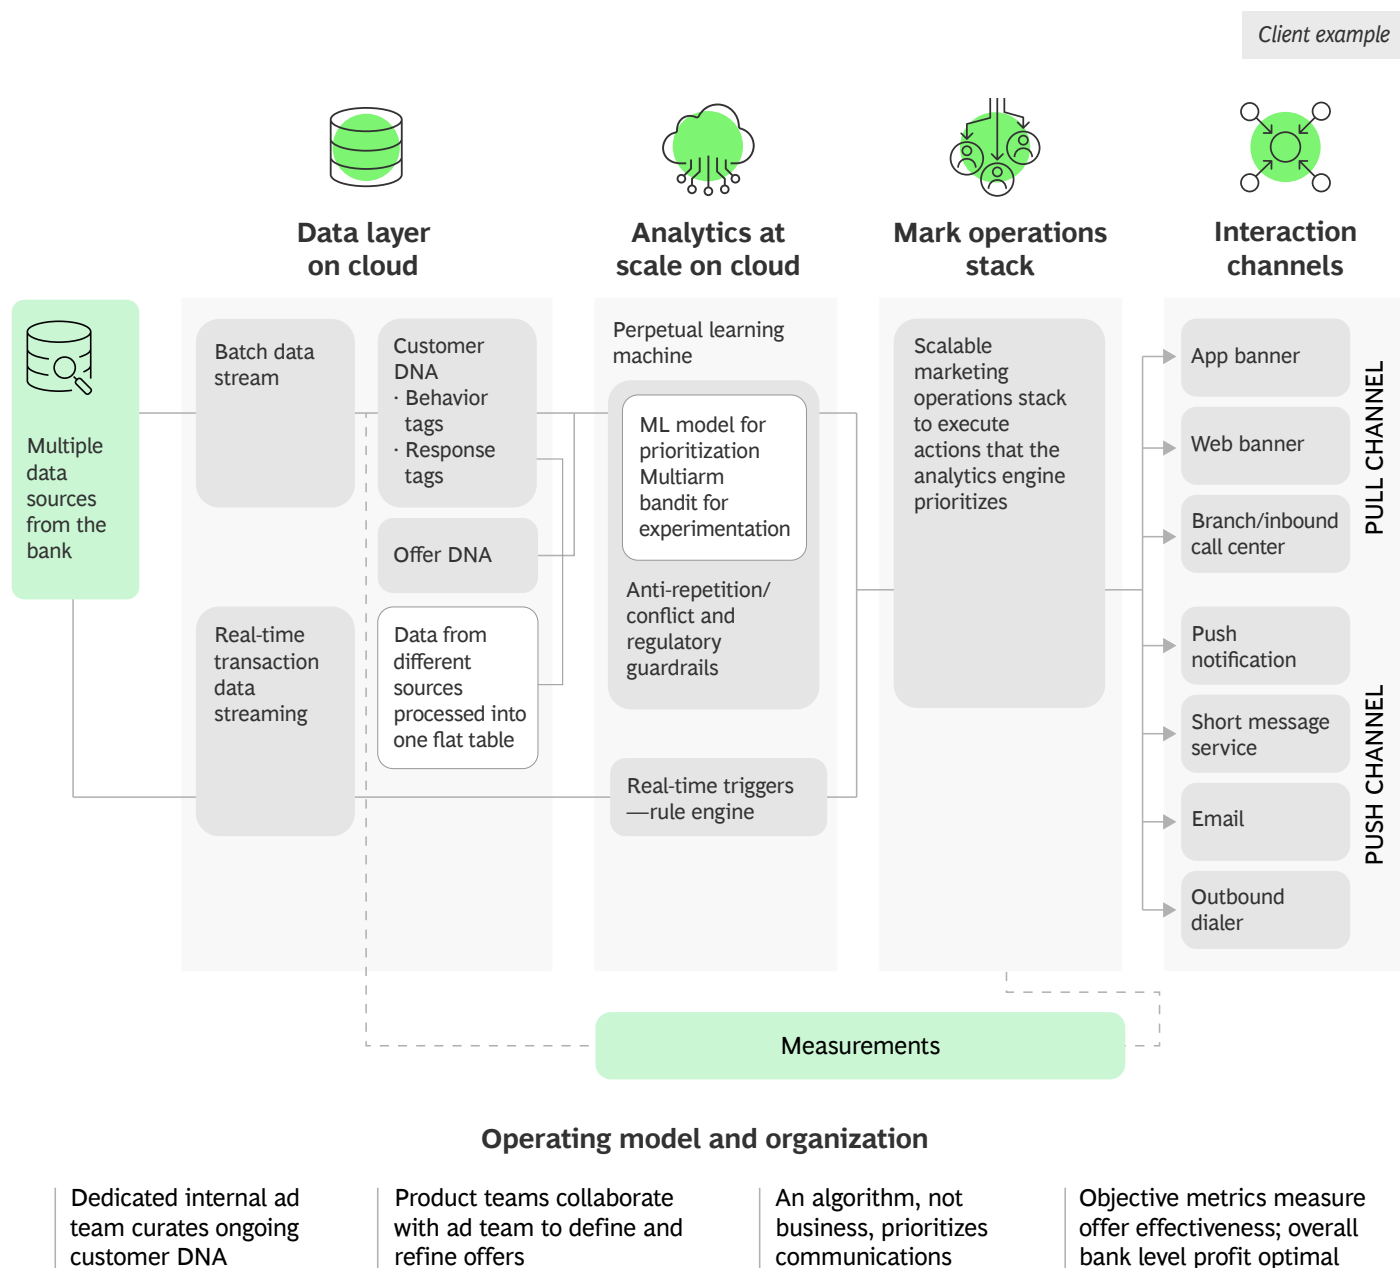 Client example
Data layer
on cloud
Analytics at
scale on cloud
Mark operations
stack
Interaction
channels
Multiple
data
sources
from the
bank
Batch data
stream
Customer
DNA
· Behavior
tags
· Response
tags
Offer DNA
Real-time
transaction
data
streaming
Data from
different
sources
processed into
one flat table
Perpetual learning
machine
ML model for
prioritization
Multiarm
bandit for
experimentation
Anti-repetition/
conflict and
regulatory
guardrails
Real-time triggers
—rule engine
Scalable
marketing
operations stack
to execute
actions that the
analytics engine
prioritizes
App banner
Web banner
Branch/inbound
call center
PULL CHANNEL
Push
notification
Short message
service
Email
Outbound
dialer
PUSH CHANNEL
Measurements
Operating model and organization
Dedicated internal ad
team curates ongoing
customer DNA
Product teams collaborate
with ad team to define and
refine offers
An algorithm, not
business, prioritizes
communications
Objective metrics measure
offer effectiveness; overall
bank level profit optimal